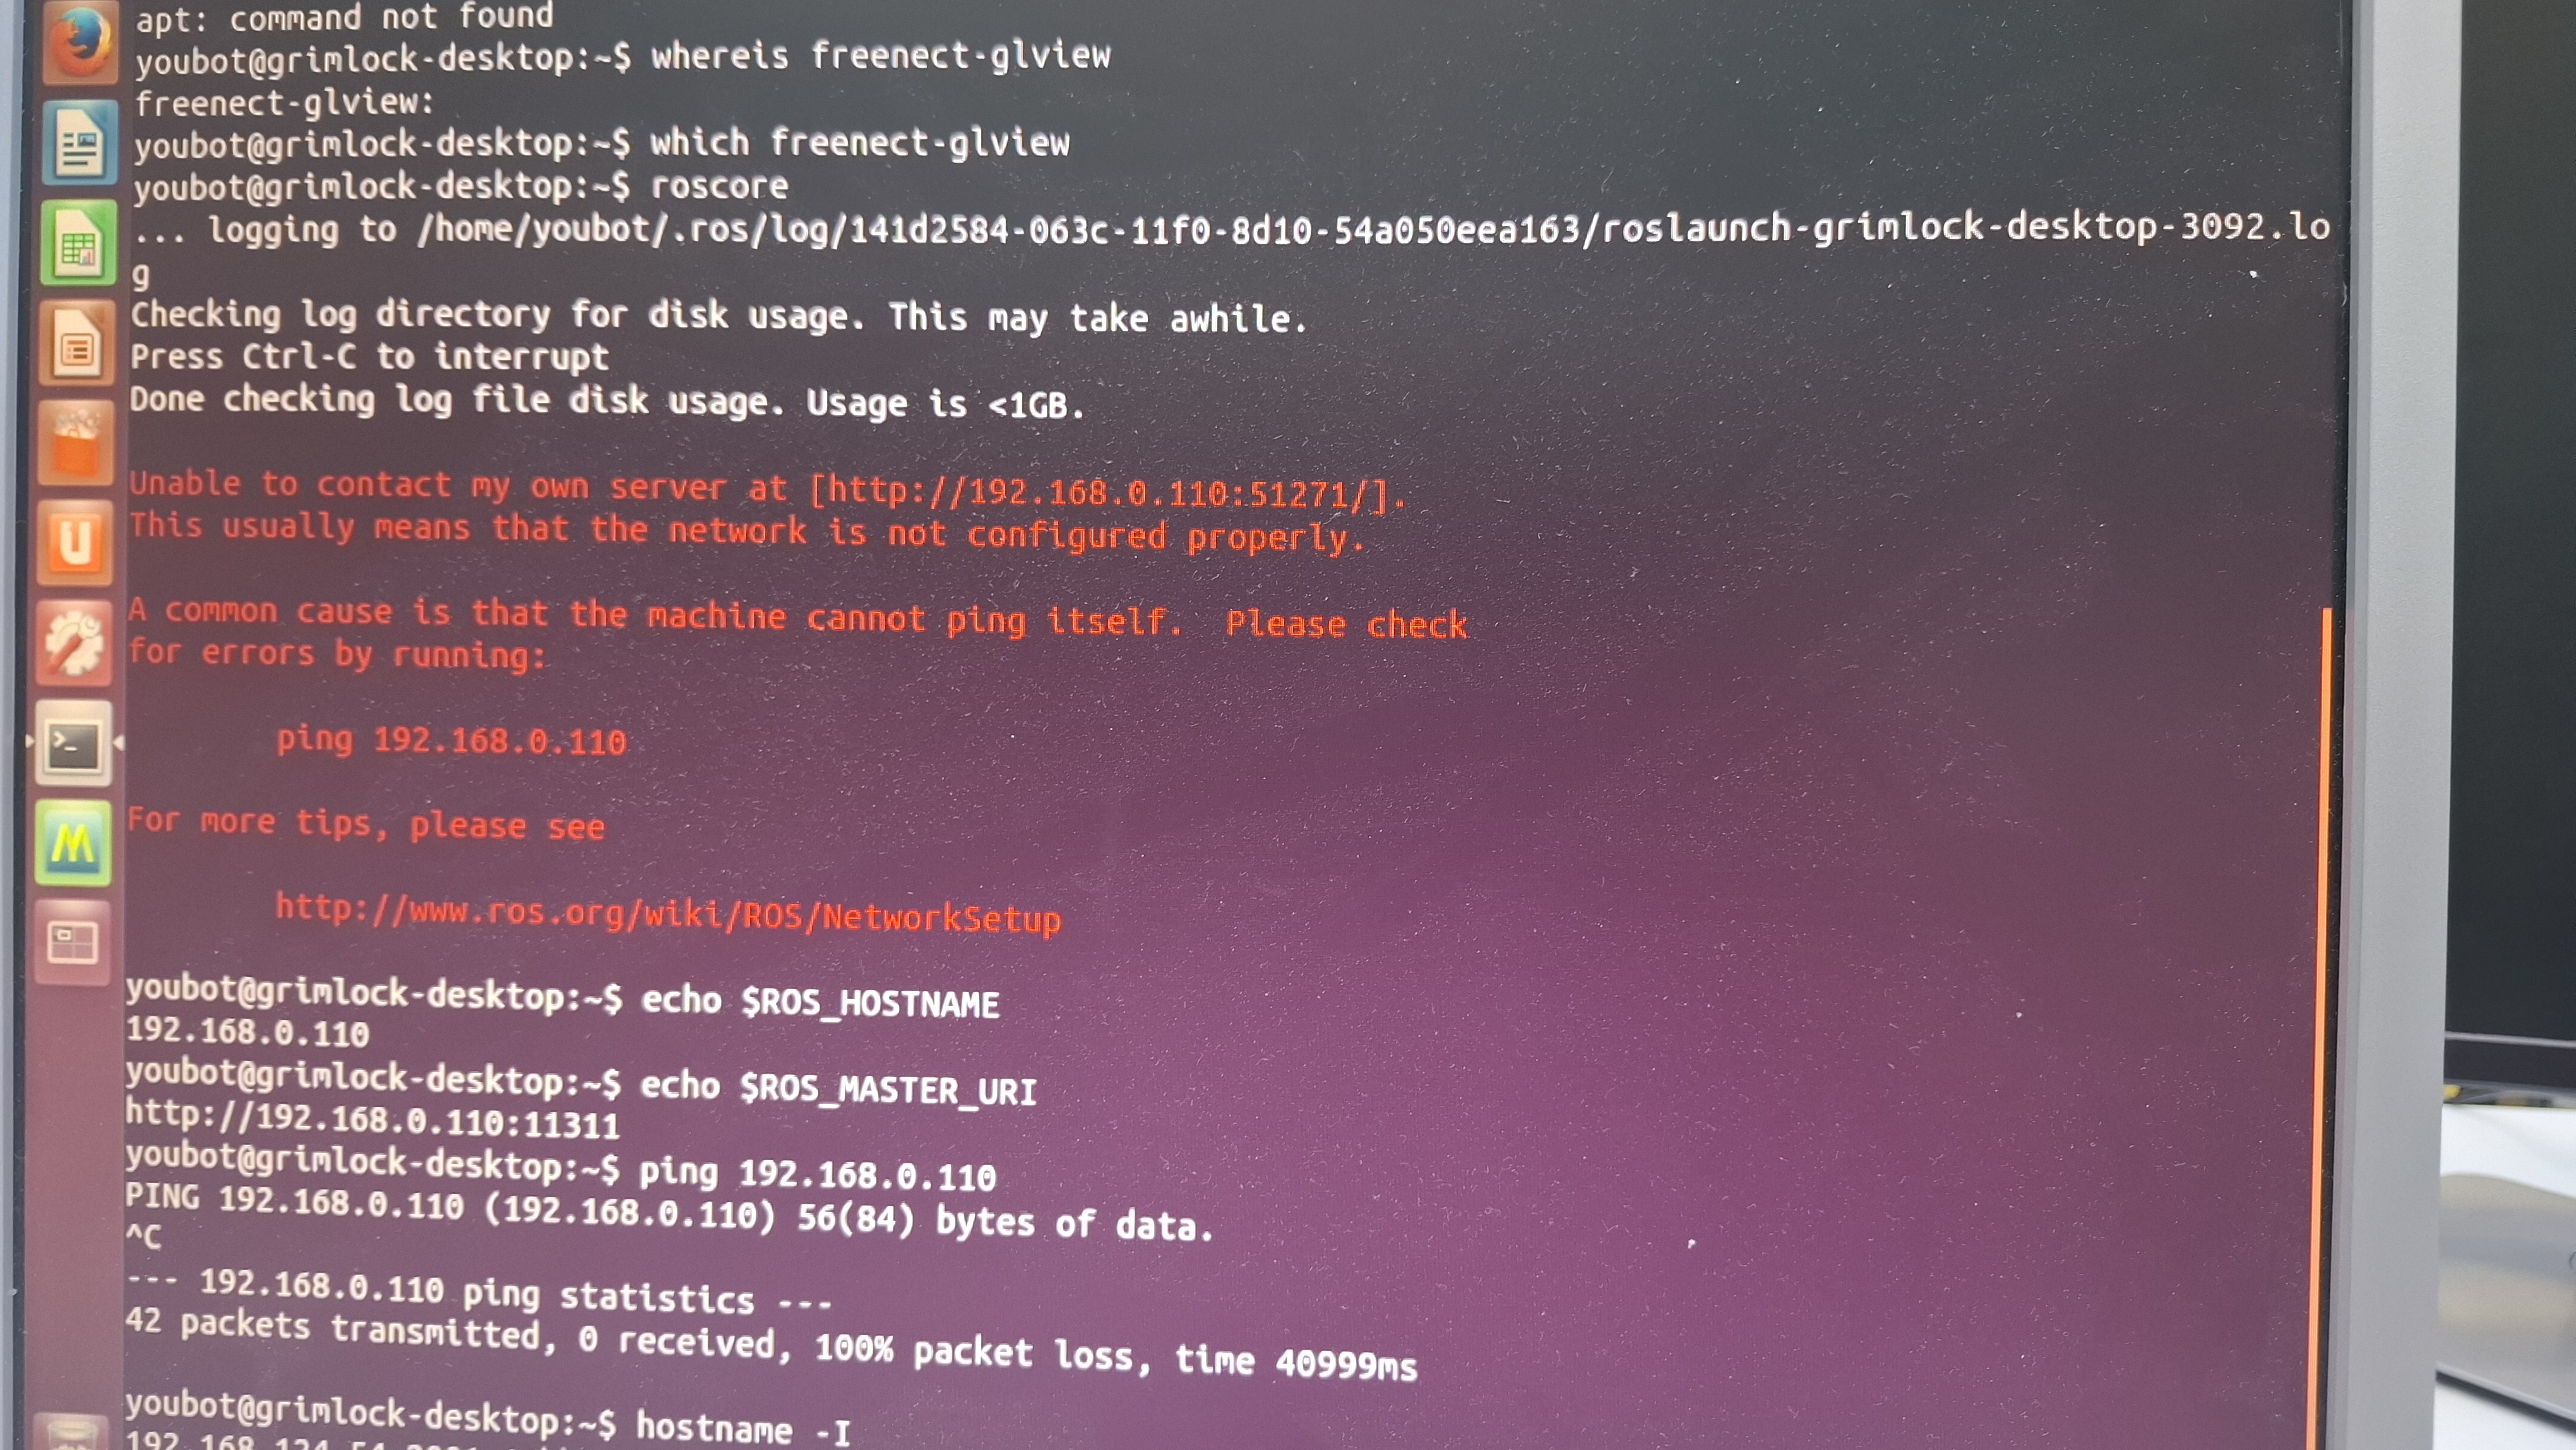 apt: command not found
youbot@grimlock-desktop:~$ whereis freenect-glview
freenect-glview:
youbot@grimlock-desktop:~$ which freenect-glview
youbot@grimlock-desktop:~$ roscore
... logging to /home/youbot/.ros/log/141d2584-063c-11f0-8d10-54a050eea163/roslaunch-grimlock-desktop-3092.lo
g
Checking log directory for disk usage. This may take awhile.
Press Ctrl-C to interrupt
Done checking log file disk usage. Usage is <1GB.
Unable to contact my own server at [http://192.168.0.110:51271/].
This usually means that the network is not configured properly.
A common cause is that the machine cannot ping itself.  Please check
for errors by running:
ping 192.168.0.110
For more tips, please see
http://www.ros.org/wiki/ROS/NetworkSetup
youbot@grimlock-desktop:~$ echo $ROS_HOSTNAME
192.168.0.110
youbot@grimlock-desktop:~$ echo $ROS_MASTER_URI
http://192.168.0.110:11311
youbot@grimlock-desktop:~$ ping 192.168.0.110
PING 192.168.0.110 (192.168.0.110) 56(84) bytes of data.
^C
--- 192.168.0.110 ping statistics ---
42 packets transmitted, 0 received, 100% packet loss, time 40999ms
youbot@grimlock-desktop:~$ hostname -I